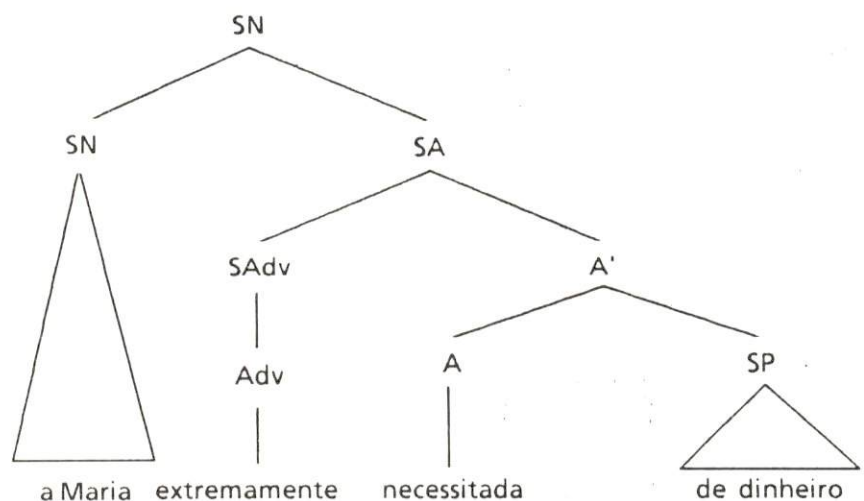 SN
SN SA
SAdv A'
Adv A SP
a Maria extremamente necessitada de dinheiro